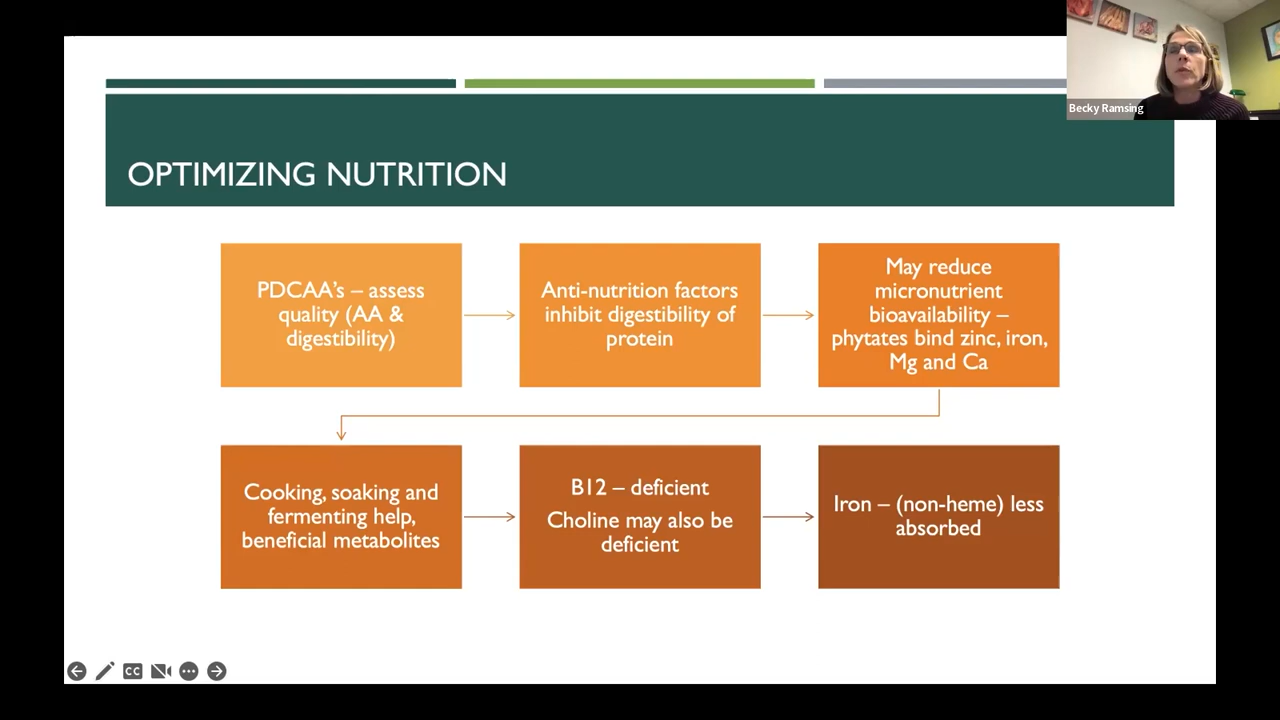 Becky Ramsing
OPTIMIZING NUTRITION
PDCAA's – assess
quality (AA &
digestibility)
Anti-nutrition factors
inhibit digestibility of
protein
May reduce
micronutrient
bioavailability –
phytates bind zinc, iron,
Mg and Ca
Cooking, soaking and
fermenting help,
beneficial metabolites
B12 – deficient
Choline may also be
deficient
Iron – (non-heme) less
absorbed
CC